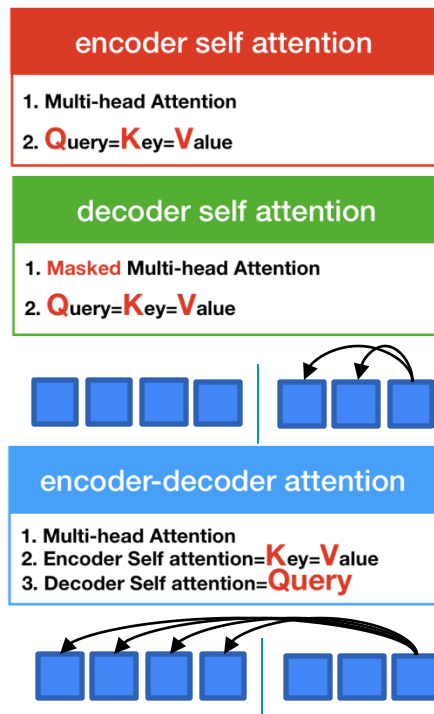 encoder self attention
1. Multi-head Attention
2. Query=Key=Value
decoder self attention
1. Masked Multi-head Attention
2. Query=Key=Value
encoder-decoder attention
1. Multi-head Attention
2. Encoder Self attention=Key=Value
3. Decoder Self attention=Query